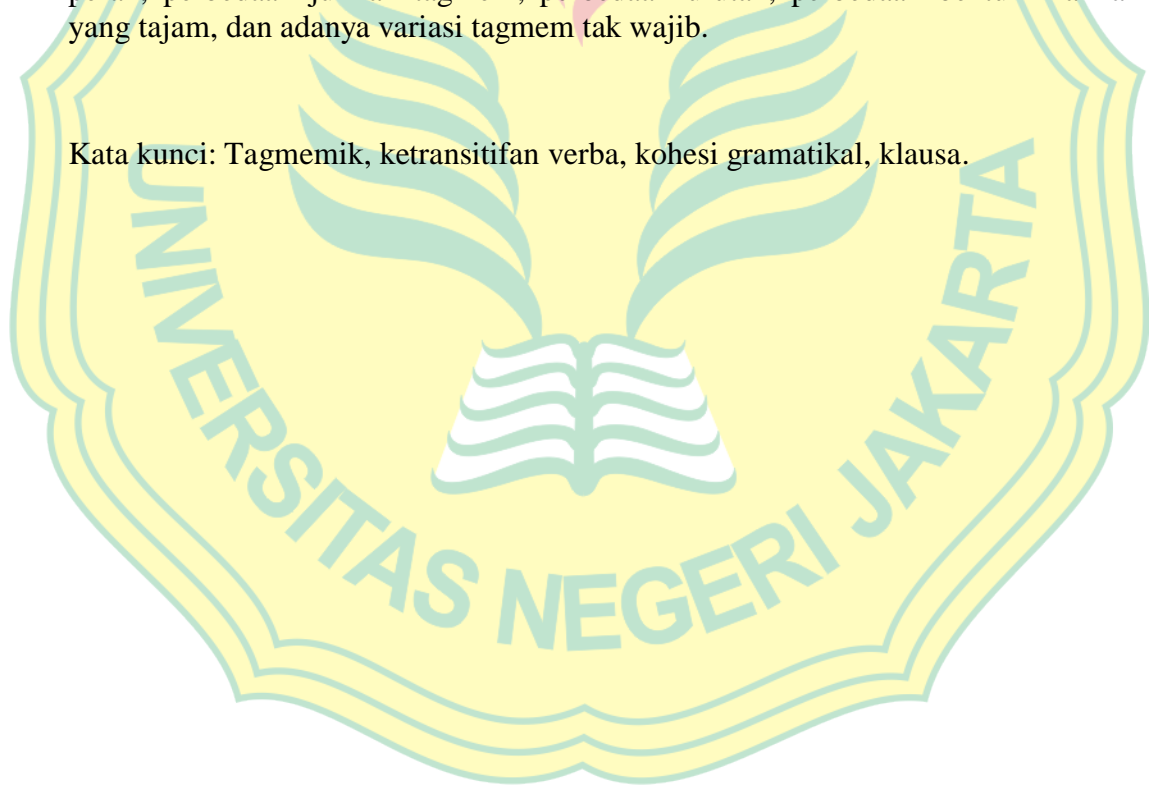 yang tajam, dan adanya variasi tagmem tak wajib.
Kata kunci: Tagmemik, ketransitifan verba, kohesi gramatikal, klausa.
UNIVERSITAS NEGERI JAKARTA